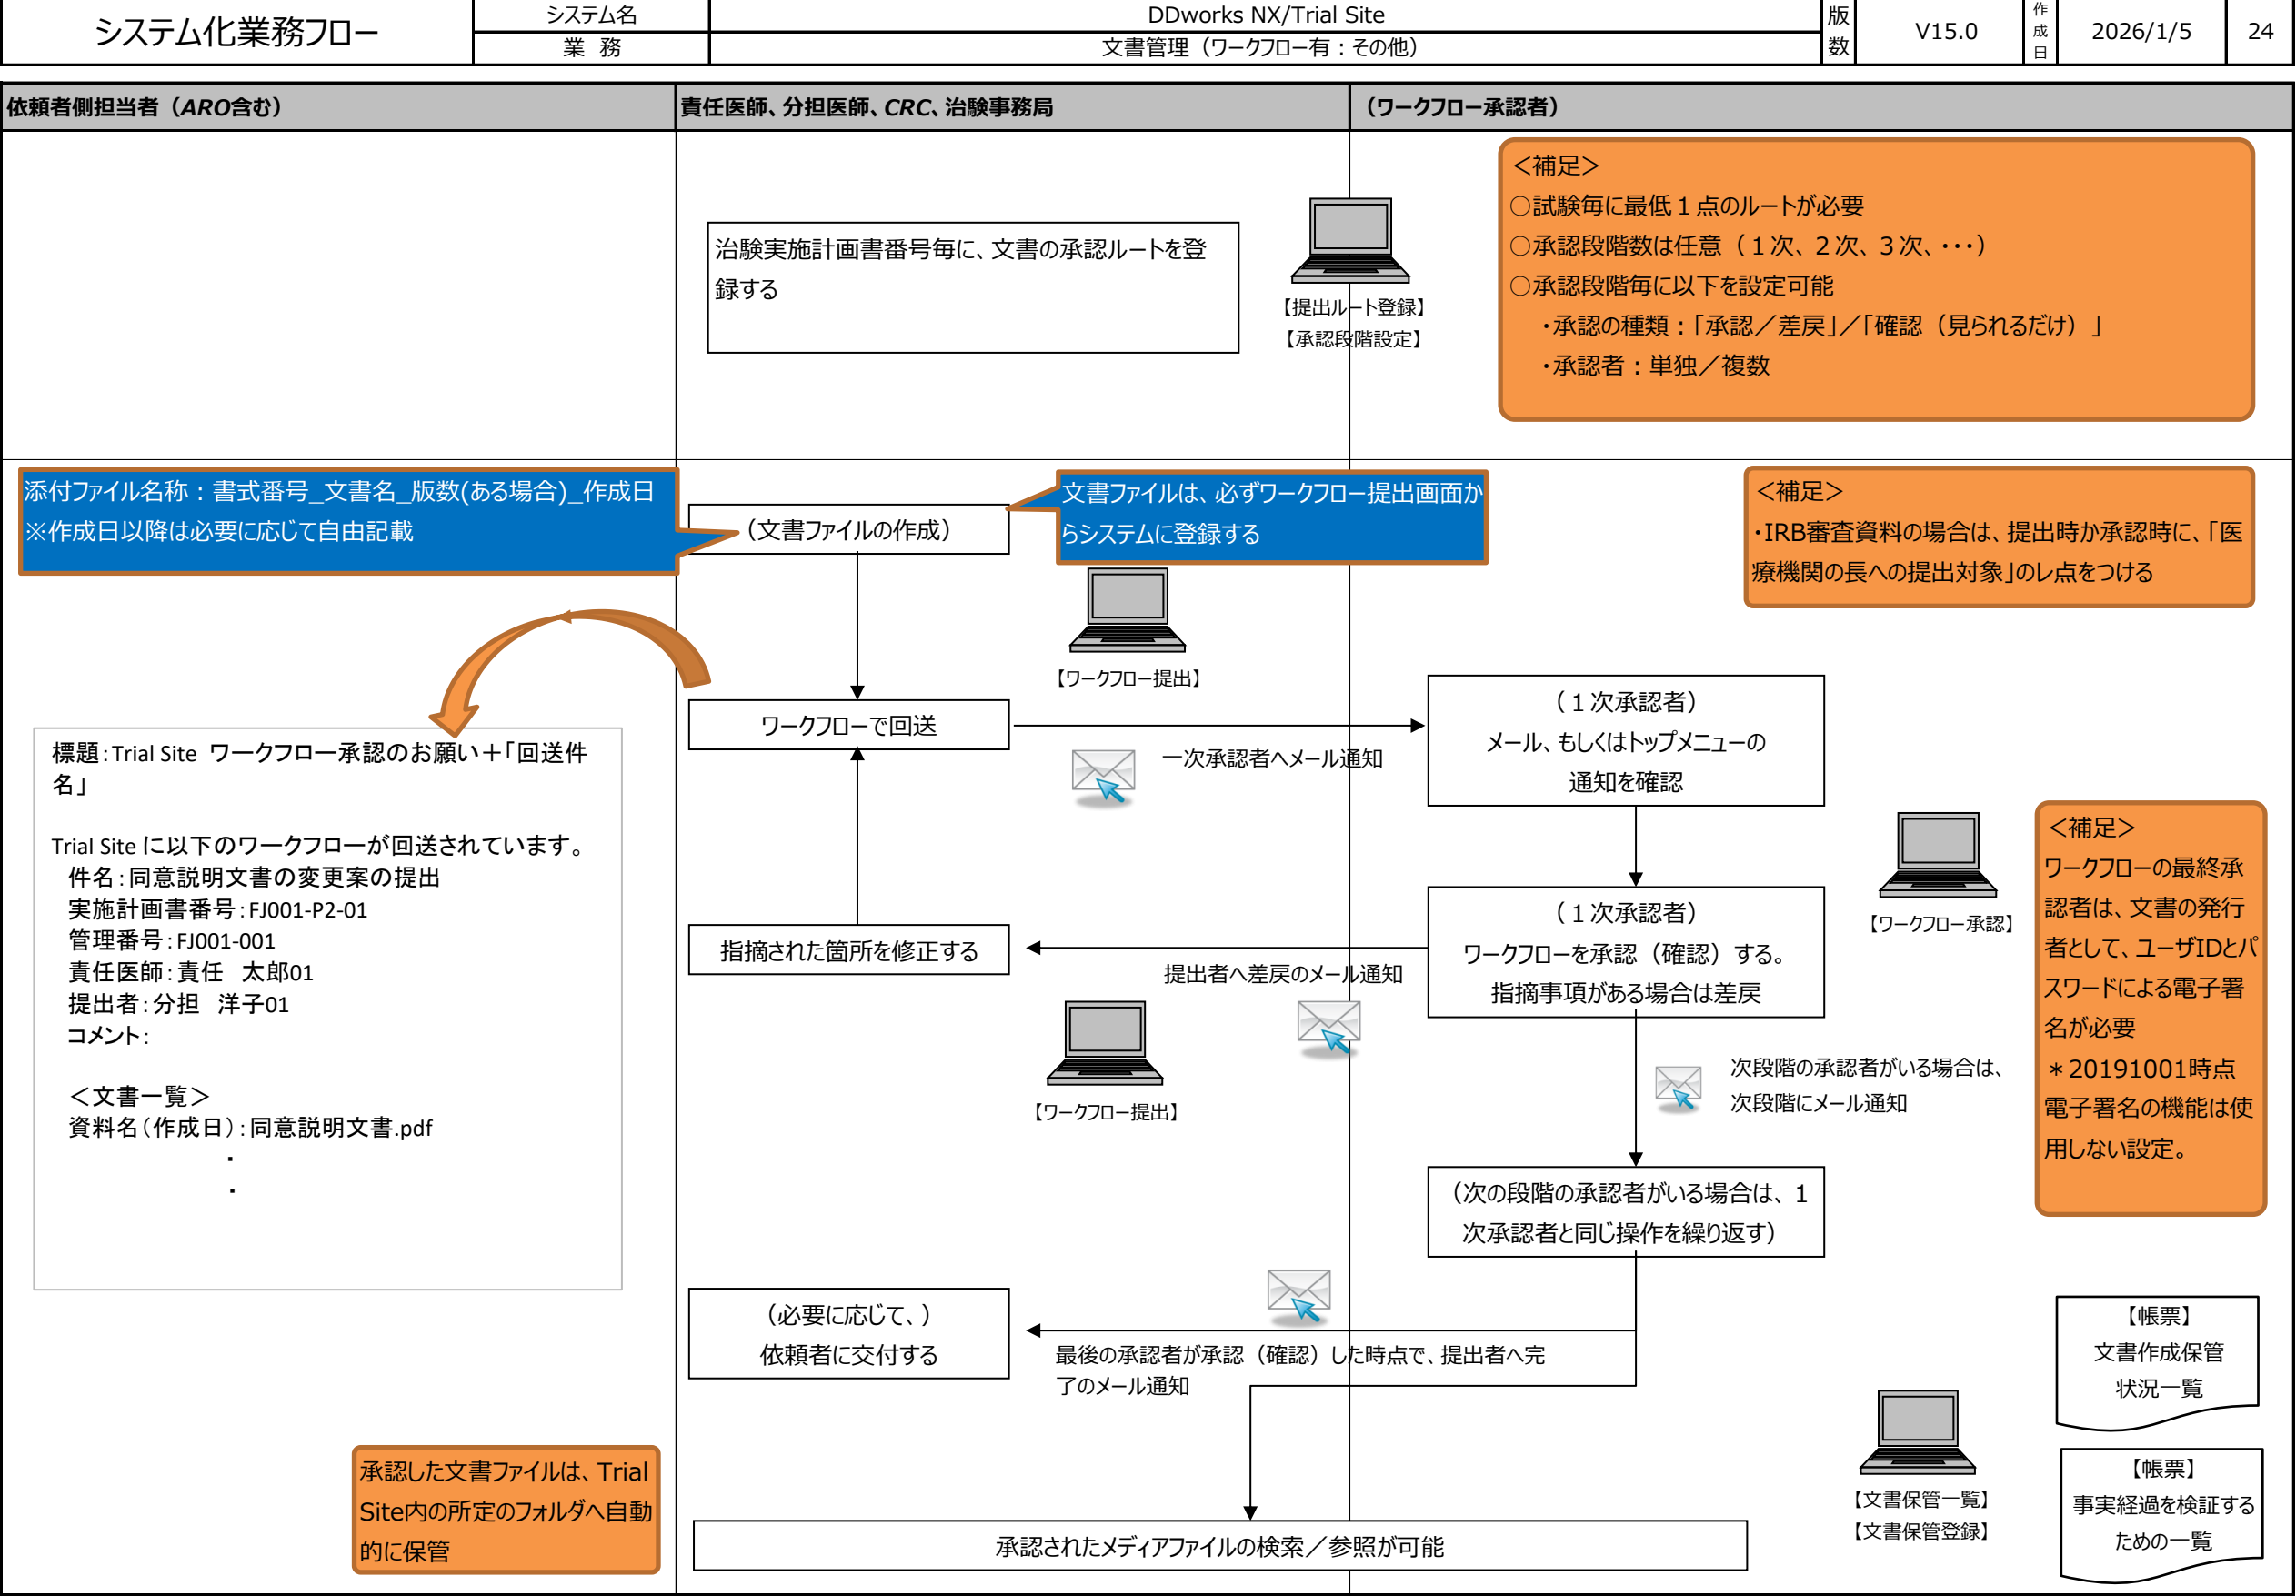 システム化業務フロー
システム名
DDworks NX/Trial Site
業 務
文書管理（ワークフロー有：その他）
版数
V15.0
作成日
2026/1/5
24
依頼者側担当者（ARO含む）
責任医師、分担医師、CRC、治験事務局
（ワークフロー承認者）
治験実施計画書番号毎に、文書の承認ルートを登
録する
【提出ルート登録】
【承認段階設定】
＜補足＞
○試験毎に最低１点のルートが必要
○承認段階数は任意（１次、２次、３次、・・・）
○承認段階毎に以下を設定可能
・承認の種類：「承認／差戻」／「確認（見られるだけ）」
・承認者：単独／複数
添付ファイル名称：書式番号_文書名_版数(ある場合)_作成日
※作成日以降は必要に応じて自由記載
（文書ファイルの作成）
文書ファイルは、必ずワークフロー提出画面か
らシステムに登録する
＜補足＞
・IRB審査資料の場合は、提出時か承認時に、「医
療機関の長への提出対象」のレ点をつける
【ワークフロー提出】
ワークフローで回送
一次承認者へメール通知
（１次承認者）
メール、もしくはトップメニューの
通知を確認
標題：Trial Site ワークフロー承認のお願い＋「回送件
名」
Trial Site に以下のワークフローが回送されています。
件名：同意説明文書の変更案の提出
実施計画書番号：FJ001-P2-01
管理番号：FJ001-001
責任医師：責任　太郎01
提出者：分担　洋子01
コメント：
＜文書一覧＞
資料名（作成日）：同意説明文書.pdf
・
・
指摘された箇所を修正する
提出者へ差戻のメール通知
（１次承認者）
ワークフローを承認（確認）する。
指摘事項がある場合は差戻
【ワークフロー承認】
＜補足＞
ワークフローの最終承
認者は、文書の発行
者として、ユーザIDとパ
スワードによる電子署
名が必要
＊20191001時点
電子署名の機能は使
用しない設定。
【ワークフロー提出】
次段階の承認者がいる場合は、
次段階にメール通知
（次の段階の承認者がいる場合は、１
次承認者と同じ操作を繰り返す）
（必要に応じて、）
依頼者に交付する
最後の承認者が承認（確認）した時点で、提出者へ完
了のメール通知
【帳票】
文書作成保管
状況一覧
承認した文書ファイルは、Trial
Site内の所定のフォルダへ自動
的に保管
【文書保管一覧】
【文書保管登録】
【帳票】
事実経過を検証する
ための一覧
承認されたメディアファイルの検索／参照が可能